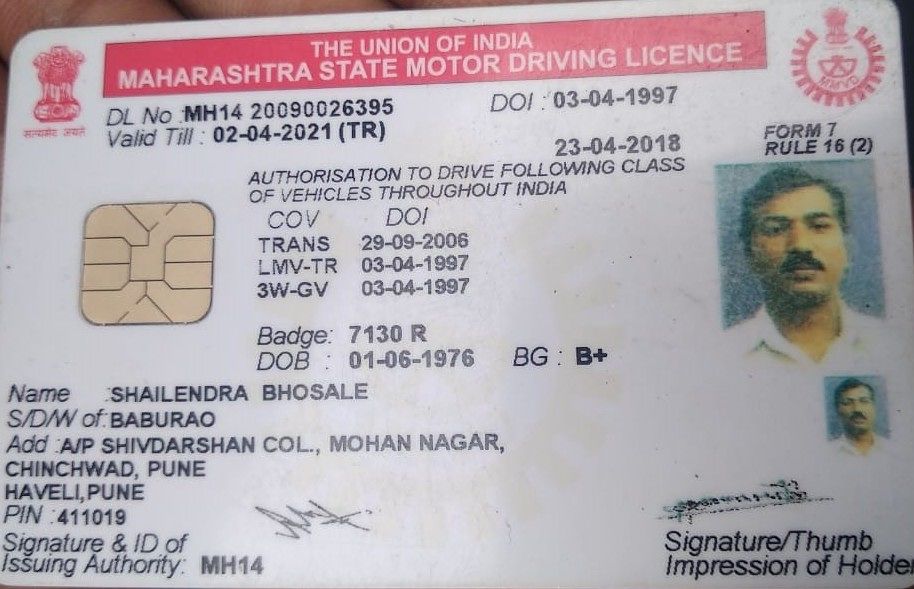 THE UNION OF INDIA
MAHARASHTRA STATE MOTOR DRIVING LICENCE
सत्यमेव जयते
DL No :MH14 20090026395 DOI : 03-04-1997
Valid Till : 02-04-2021 (TR) 23-04-2018
FORM 7
RULE 16 (2)
AUTHORISATION TO DRIVE FOLLOWING CLASS
OF VEHICLES THROUGHOUT INDIA
COV DOI
TRANS 29-09-2006
LMV-TR 03-04-1997
3W-GV 03-04-1997
Badge: 7130 R
DOB : 01-06-1976 BG : B+
Name :SHAILENDRA BHOSALE
S/D/W of:BABURAO
Add :A/P SHIVDARSHAN COL., MOHAN NAGAR,
CHINCHWAD, PUNE
HAVELI,PUNE
PIN :411019
Signature & ID of
Issuing Authority: MH14
Signature/Thumb
Impression of Holder